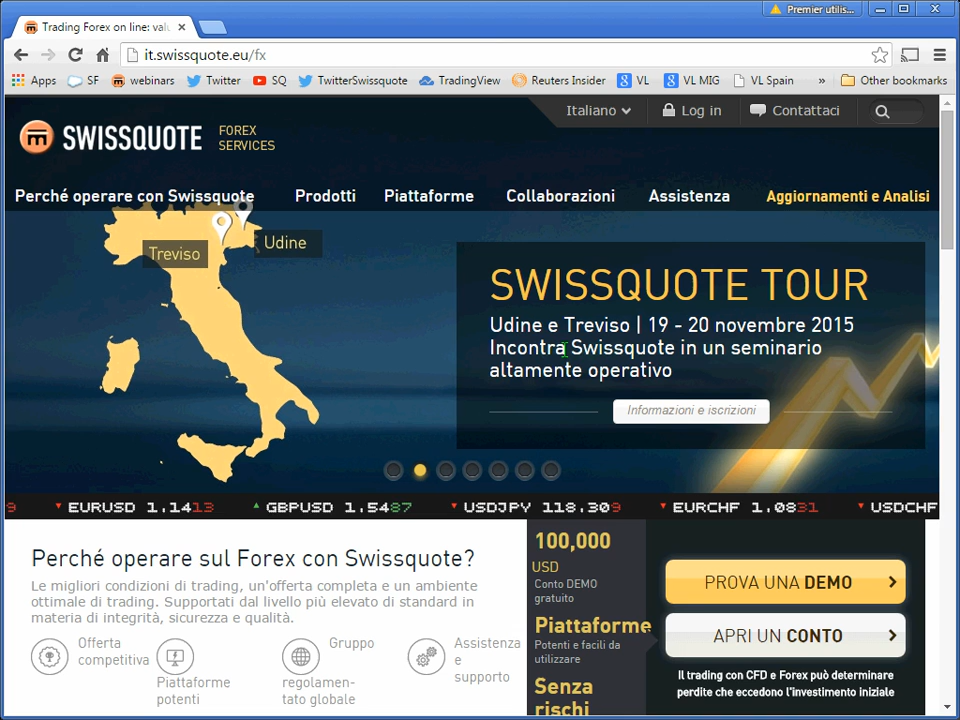 Premier utilis...
Trading Forex on line: valu
it.swissquote.eu/fx
Apps SF webinars Twitter SQ TwitterSwissquote TradingView Reuters Insider VL VL MIG VL Spain » Other bookmarks
Italiano Log in Contattaci
SWISSQUOTE
FOREX
SERVICES
Perché operare con Swissquote Prodotti Piattaforme Collaborazioni Assistenza Aggiornamenti e Analisi
Udine
Treviso
SWISSQUOTE TOUR
Udine e Treviso | 19 - 20 novembre 2015
Incontra Swissquote in un seminario
altamente operativo
Informazioni e iscrizioni
9 EURUSD 1.1413 GBPUSD 1.5487 USDJPY 118.309 EURCHF 1.0831 USDCHF
Perché operare sul Forex con Swissquote?
Le migliori condizioni di trading, un'offerta completa e un ambiente
ottimale di trading. Supportati dal livello più elevato di standard in
materia di integrità, sicurezza e qualità.
Offerta
competitiva
Piattaforme
potenti
Gruppo
regolamen-
tato globale
Assistenza
e
supporto
100,000
USD
Conto DEMO
gratuito
Piattaforme
Potenti e facili da
utilizzare
Senza
rischi
PROVA UNA DEMO
APRI UN CONTO
Il trading con CFD e Forex può determinare
perdite che eccedono l'investimento iniziale